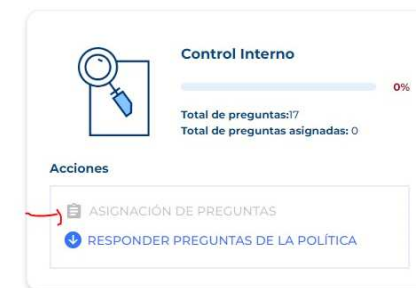 Control Interno
0%
Total de preguntas:17
Total de preguntas asignadas: 0
Acciones
ASIGNACIÓN DE PREGUNTAS
RESPONDER PREGUNTAS DE LA POLÍTICA